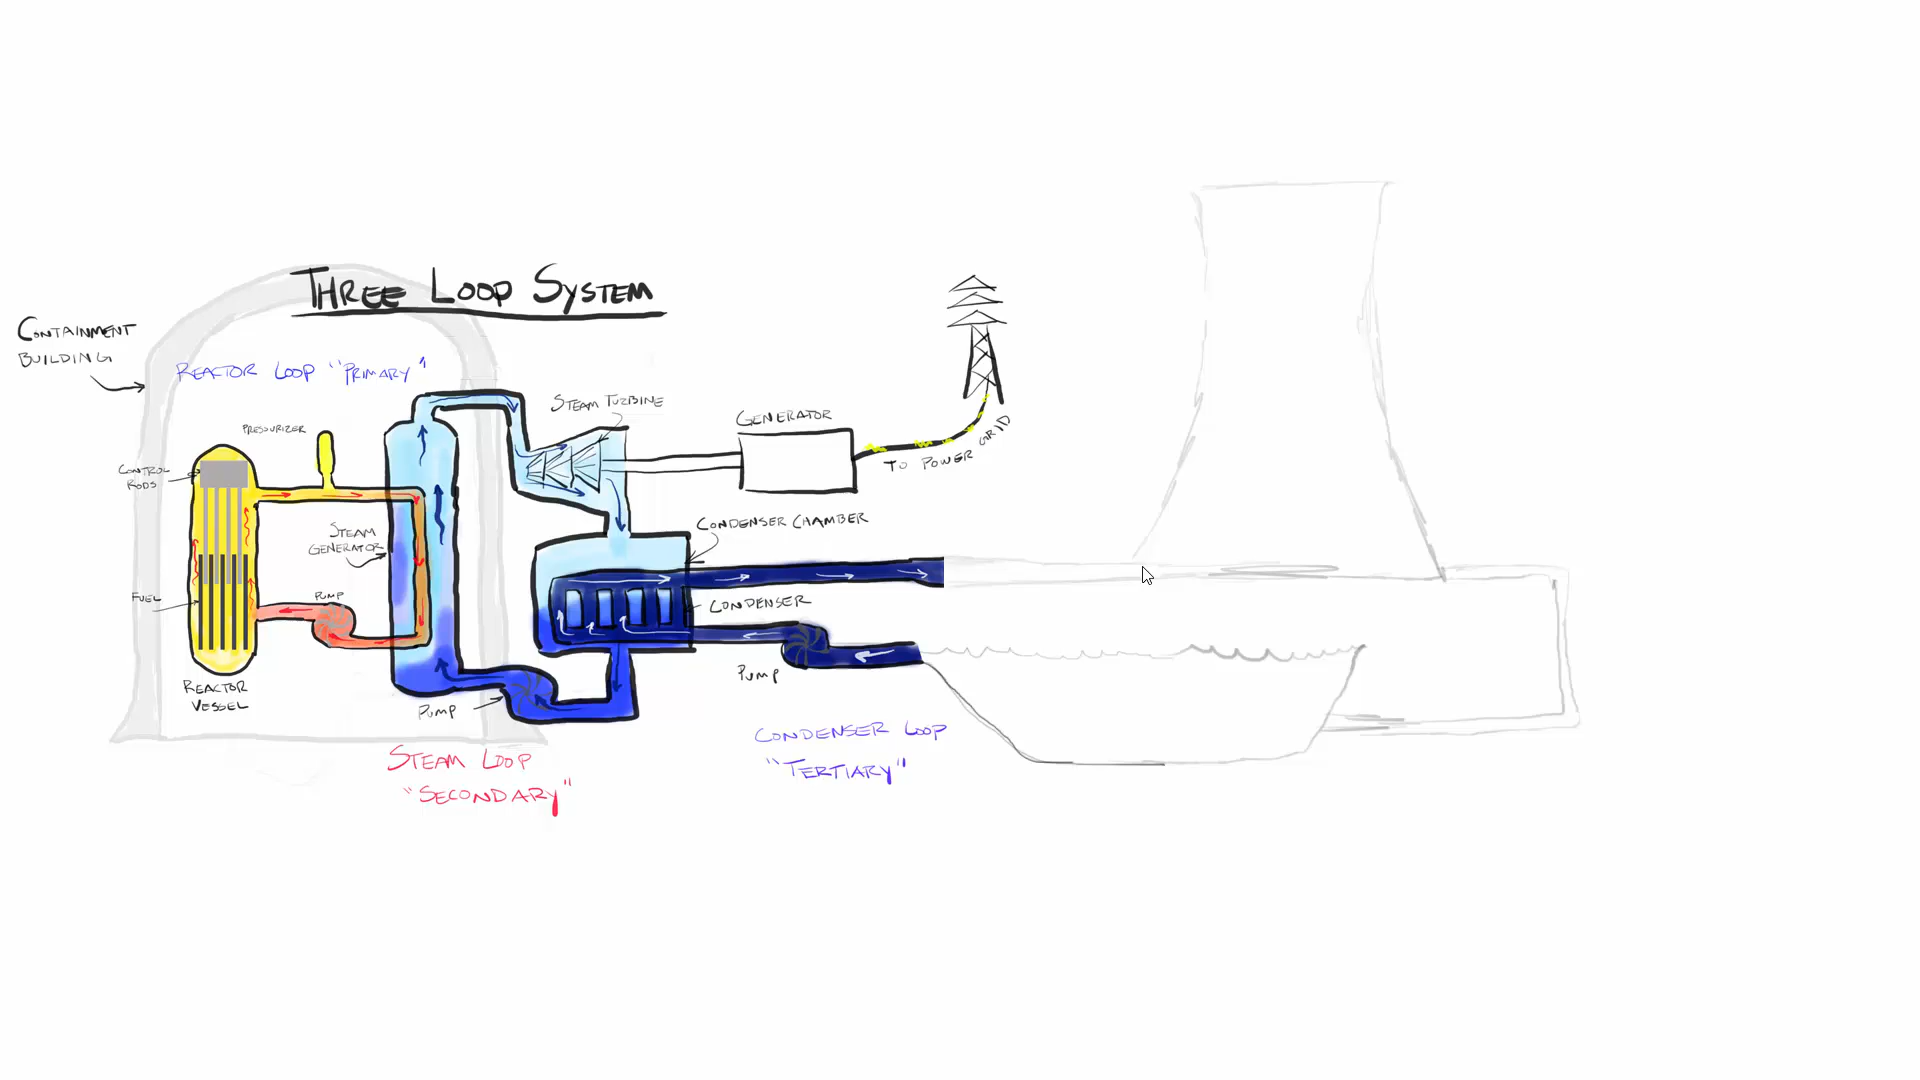 THREE LOOP SYSTEM
CONTAINMENT
BUILDING
REACTOR LOOP "PRIMARY"
STEAM TURBINE
GENERATOR
PRESSURIZER
TO POWER GRID
CONTROL
RODS
STEAM
GENERATOR
CONDENSER CHAMBER
FUEL
PUMP
CONDENSER
PUMP
REACTOR
VESSEL
PUMP
STEAM LOOP
"SECONDARY"
CONDENSER LOOP
"TERTIARY"